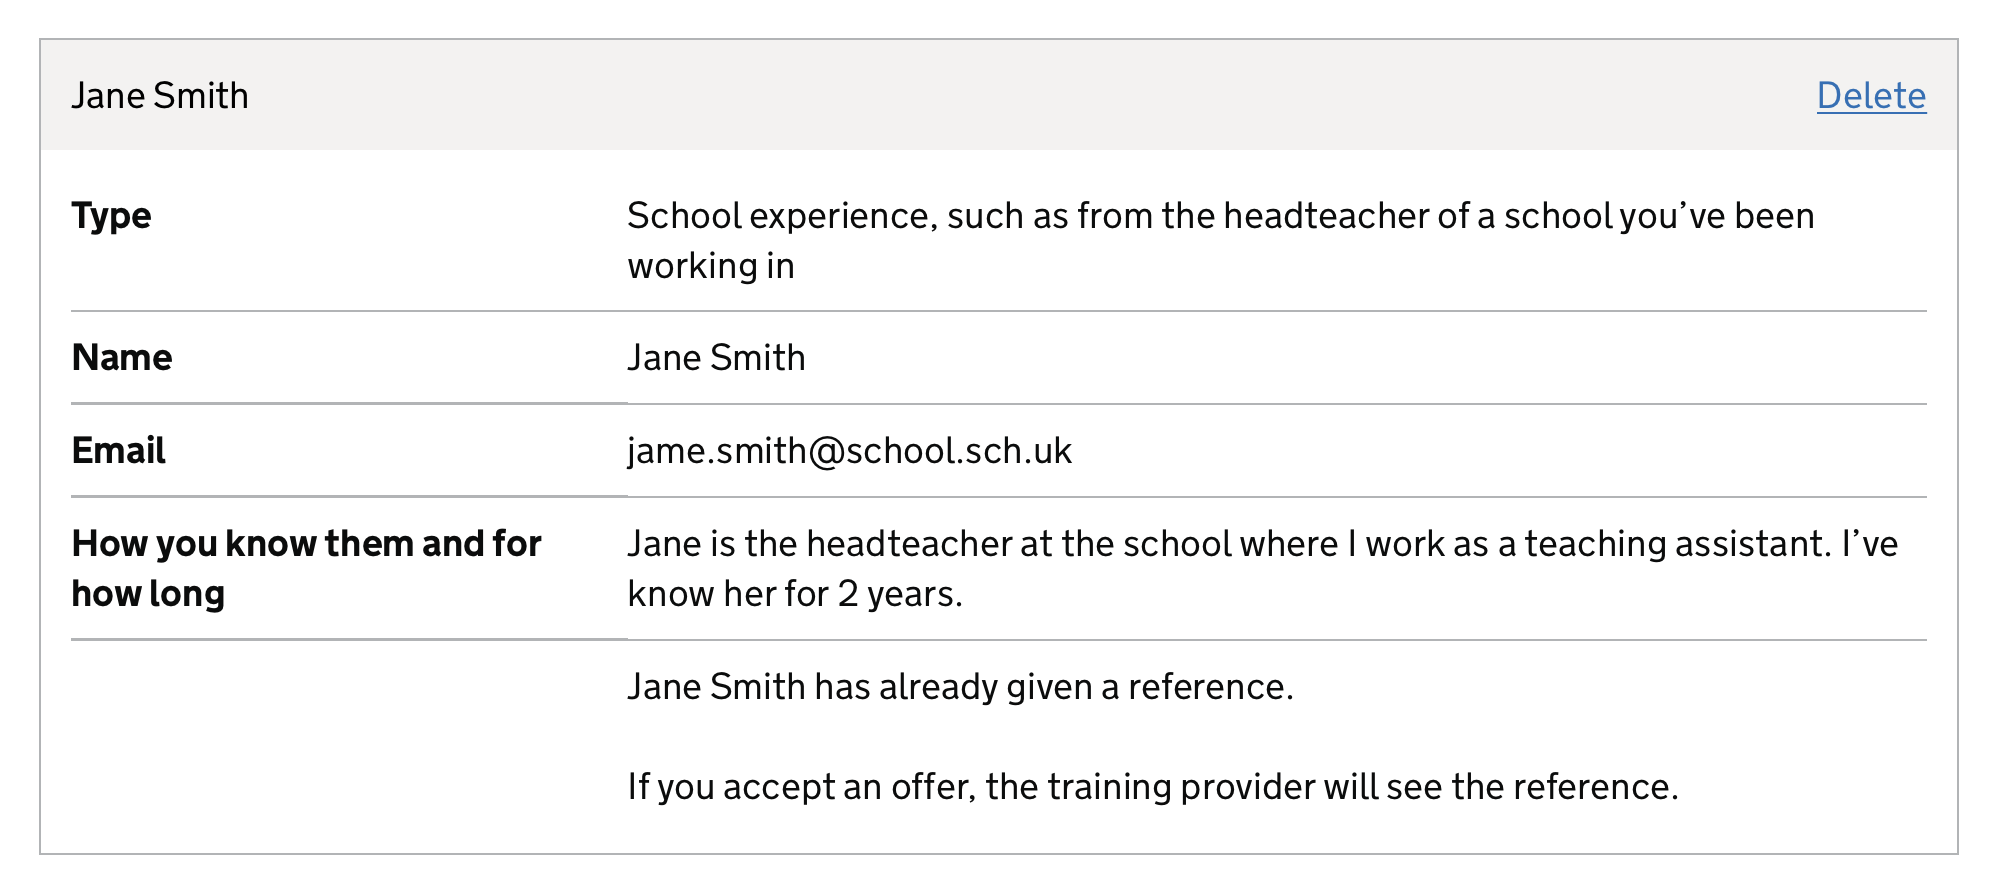 Jane Smith
Delete
Type
School experience, such as from the headteacher of a school you’ve been
working in
Name
Jane Smith
Email
jame.smith@school.sch.uk
How you know them and for
how long
Jane is the headteacher at the school where I work as a teaching assistant. I’ve
know her for 2 years.
Jane Smith has already given a reference.
If you accept an offer, the training provider will see the reference.